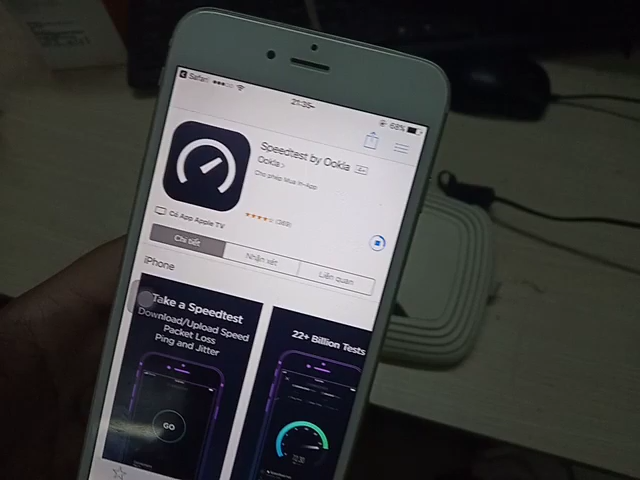 Safari
21:35
68%
Speedtest by Ookla 4+
Ookla >
Cho phép Mua In-App
Có App Apple TV
(369)
Chi tiết
Nhận xét
Liên quan
iPhone
Take a Speedtest
Download/Upload Speed
Packet Loss
Ping and Jitter
GO
22+ Billion Tests